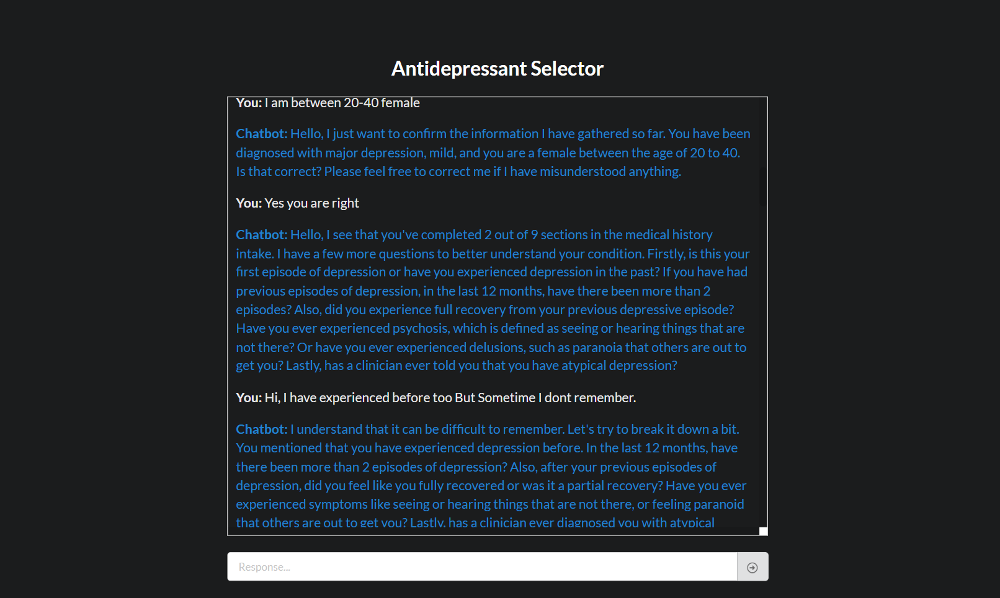 Antidepressant Selector
You: I am between 20-40 female
Chatbot: Hello, I just want to confirm the information I have gathered so far. You have been
diagnosed with major depression, mild, and you are a female between the age of 20 to 40.
Is that correct? Please feel free to correct me if I have misunderstood anything.
You: Yes you are right
Chatbot: Hello, I see that you've completed 2 out of 9 sections in the medical history
intake. I have a few more questions to better understand your condition. Firstly, is this your
first episode of depression or have you experienced depression in the past? If you have had
previous episodes of depression, in the last 12 months, have there been more than 2
episodes? Also, did you experience full recovery from your previous depressive episode?
Have you ever experienced psychosis, which is defined as seeing or hearing things that are
not there? Or have you ever experienced delusions, such as paranoia that others are out to
get you? Lastly, has a clinician ever told you that you have atypical depression?
You: Hi, I have experienced before too But Sometime I dont remember.
Chatbot: I understand that it can be difficult to remember. Let's try to break it down a bit.
You mentioned that you have experienced depression before. In the last 12 months, have
there been more than 2 episodes of depression? Also, after your previous episodes of
depression, did you feel like you fully recovered or was it a partial recovery? Have you ever
experienced symptoms like seeing or hearing things that are not there, or feeling paranoid
that others are out to get you? Lastly, has a clinician ever diagnosed you with atypical
Response...